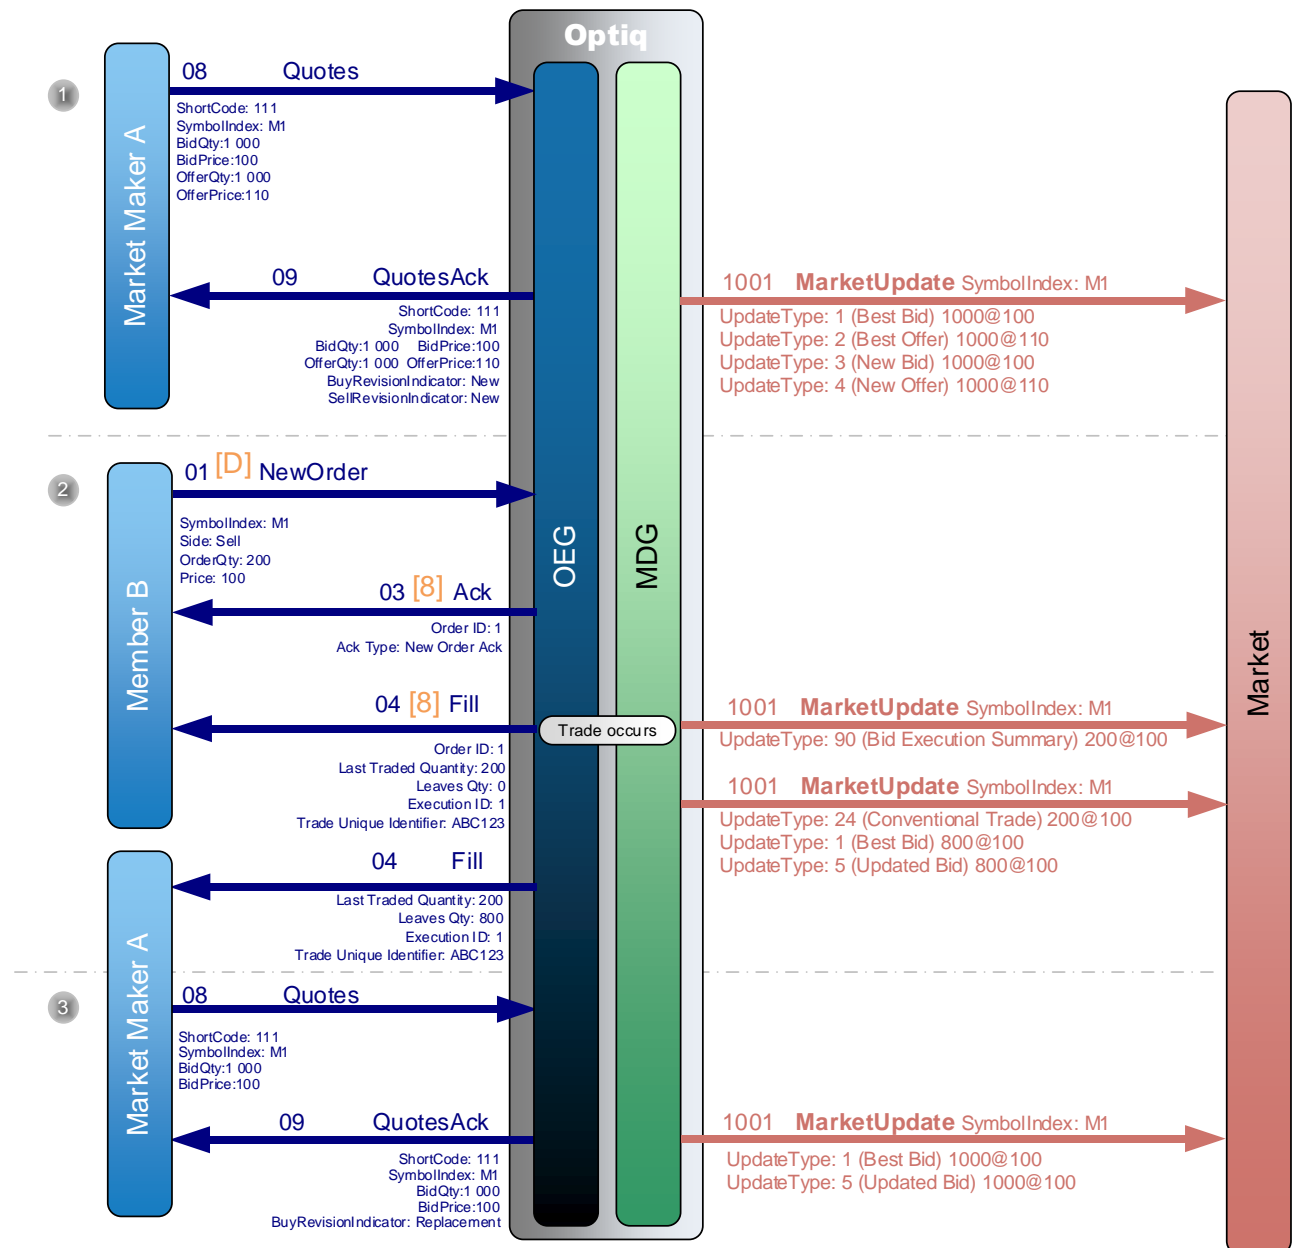 Optiq
1
Market Maker A
08 Quotes
ShortCode: 111
SymbolIndex: M1
BidQty:1 000
BidPrice:100
OfferQty:1 000
OfferPrice:110
09 QuotesAck
ShortCode: 111
SymbolIndex: M1
BidQty:1 000 BidPrice:100
OfferQty:1 000 OfferPrice:110
BuyRevisionIndicator: New
SellRevisionIndicator: New
1001 MarketUpdate SymbolIndex: M1
UpdateType: 1 (Best Bid) 1000@100
UpdateType: 2 (Best Offer) 1000@110
UpdateType: 3 (New Bid) 1000@100
UpdateType: 4 (New Offer) 1000@110
2
Member B
01 [D] NewOrder
SymbolIndex: M1
Side: Sell
OrderQty: 200
Price: 100
03 [8] Ack
Order ID: 1
Ack Type: New Order Ack
OEG
MDG
Market
04 [8] Fill
Order ID: 1
Last Traded Quantity: 200
Leaves Qty: 0
Execution ID: 1
Trade Unique Identifier: ABC123
Trade occurs
1001 MarketUpdate SymbolIndex: M1
UpdateType: 90 (Bid Execution Summary) 200@100
1001 MarketUpdate SymbolIndex: M1
UpdateType: 24 (Conventional Trade) 200@100
UpdateType: 1 (Best Bid) 800@100
UpdateType: 5 (Updated Bid) 800@100
Market Maker A
04 Fill
Last Traded Quantity: 200
Leaves Qty: 800
Execution ID: 1
Trade Unique Identifier: ABC123
3
08 Quotes
ShortCode: 111
SymbolIndex: M1
BidQty:1 000
BidPrice:100
09 QuotesAck
ShortCode: 111
SymbolIndex: M1
BidQty:1 000
BidPrice:100
BuyRevisionIndicator: Replacement
1001 MarketUpdate SymbolIndex: M1
UpdateType: 1 (Best Bid) 1000@100
UpdateType: 5 (Updated Bid) 1000@100